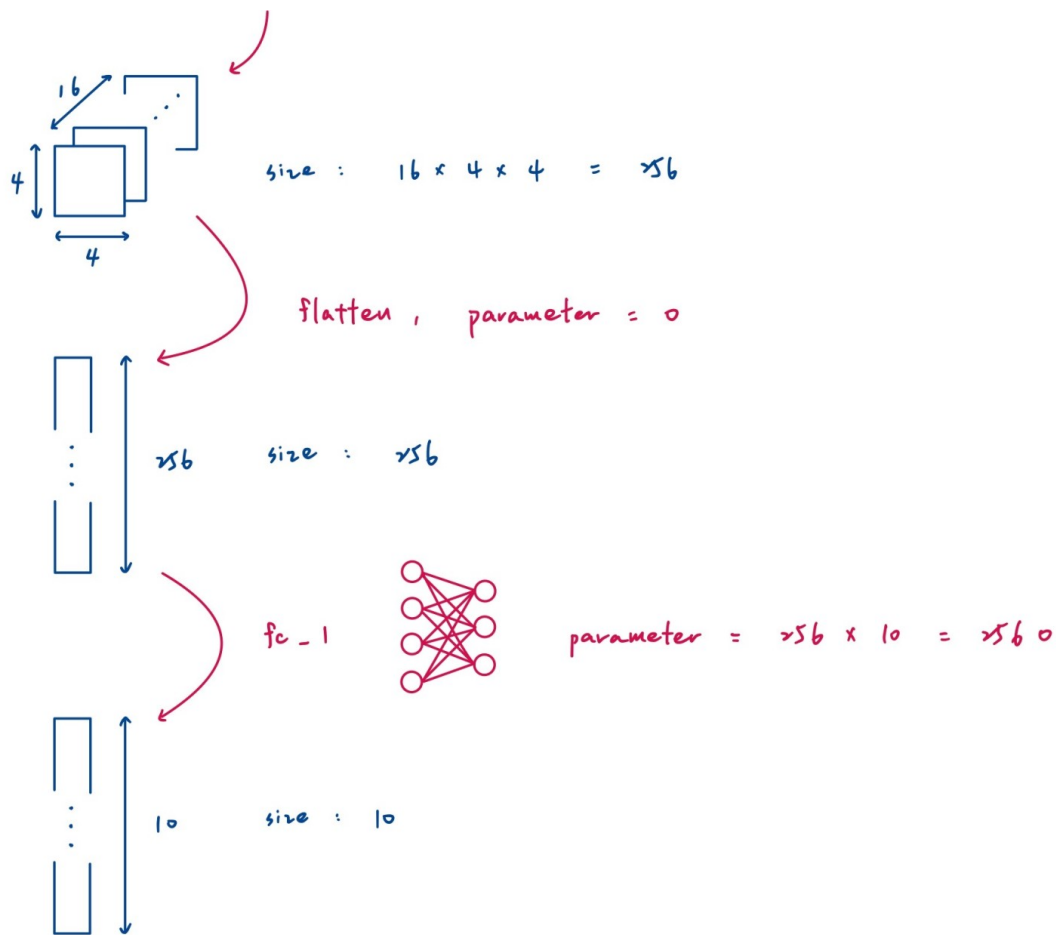 16
4
size : 16 × 4 × 4 = 256
4
flatten , parameter = 0
256 size : 256
fc_1 parameter = 256 × 10 = 2560
10 size : 10